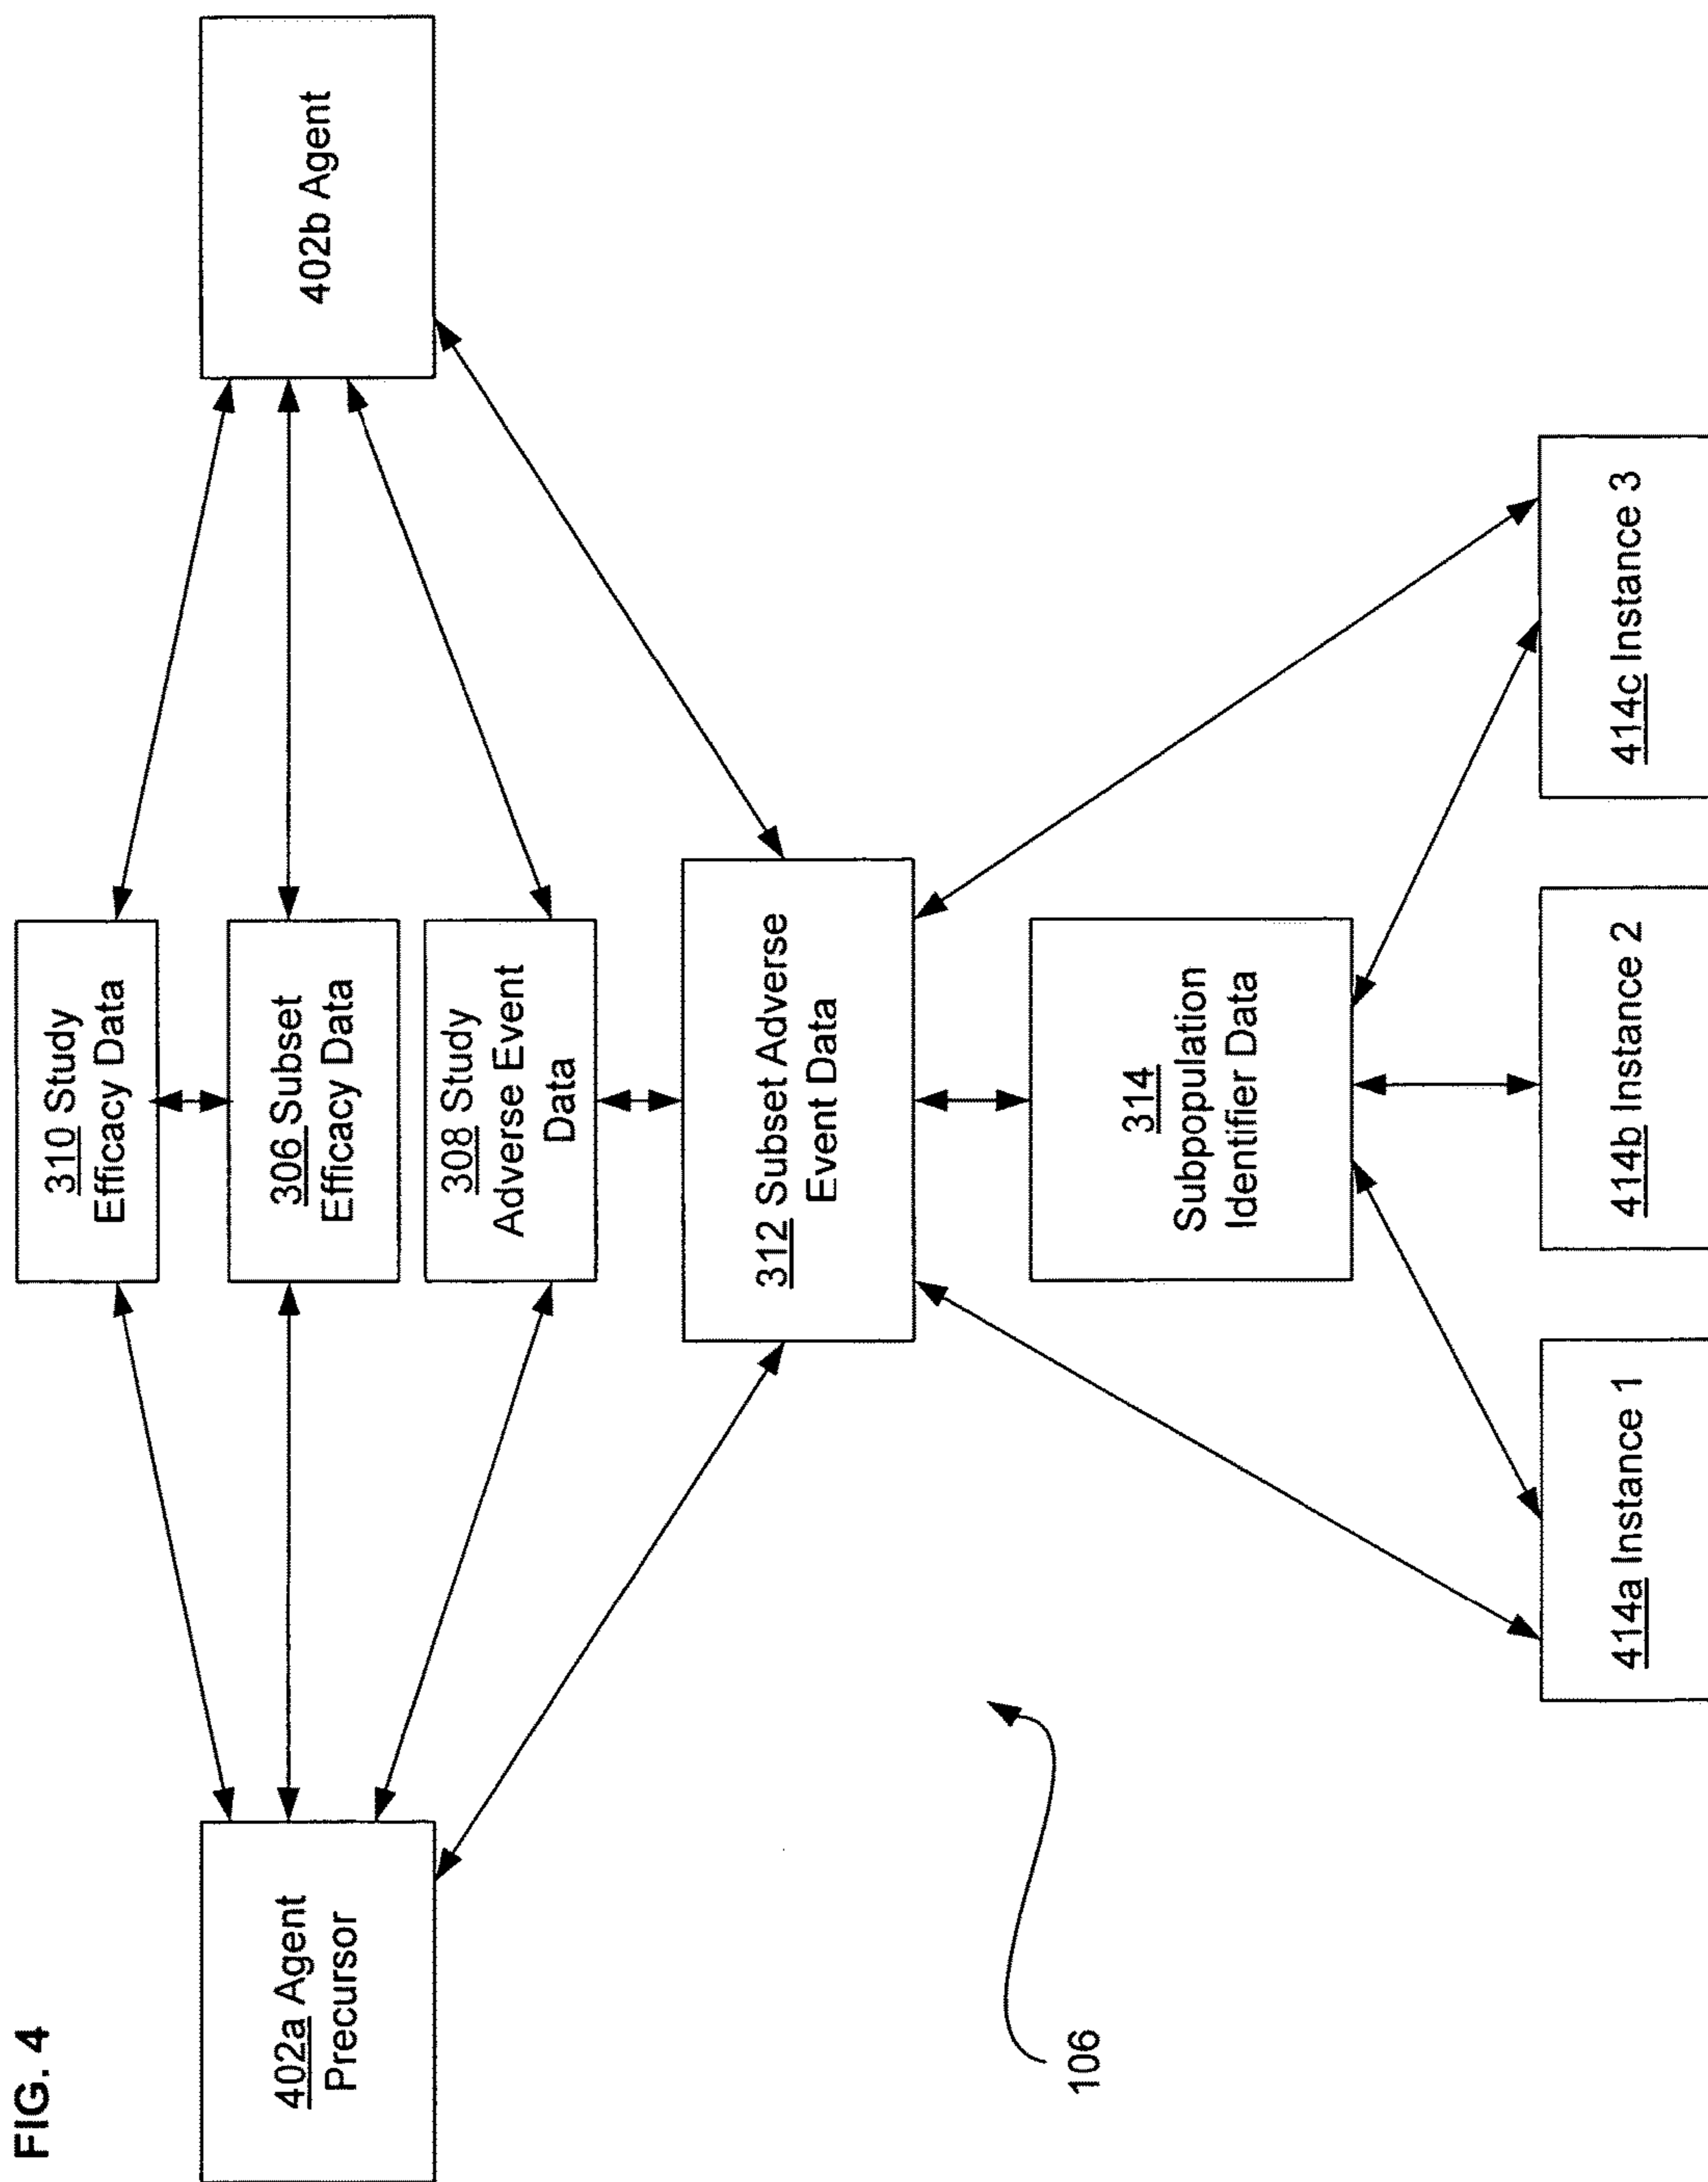 FIG. 4
310 Study
Efficacy Data
306 Subset
Efficacy Data
308 Study
Adverse Event
Data
402a Agent
Precursor
402b Agent
312 Subset Adverse
Event Data
314
Subpopulation
Identifier Data
106
414a Instance 1
414b Instance 2
414c Instance 3